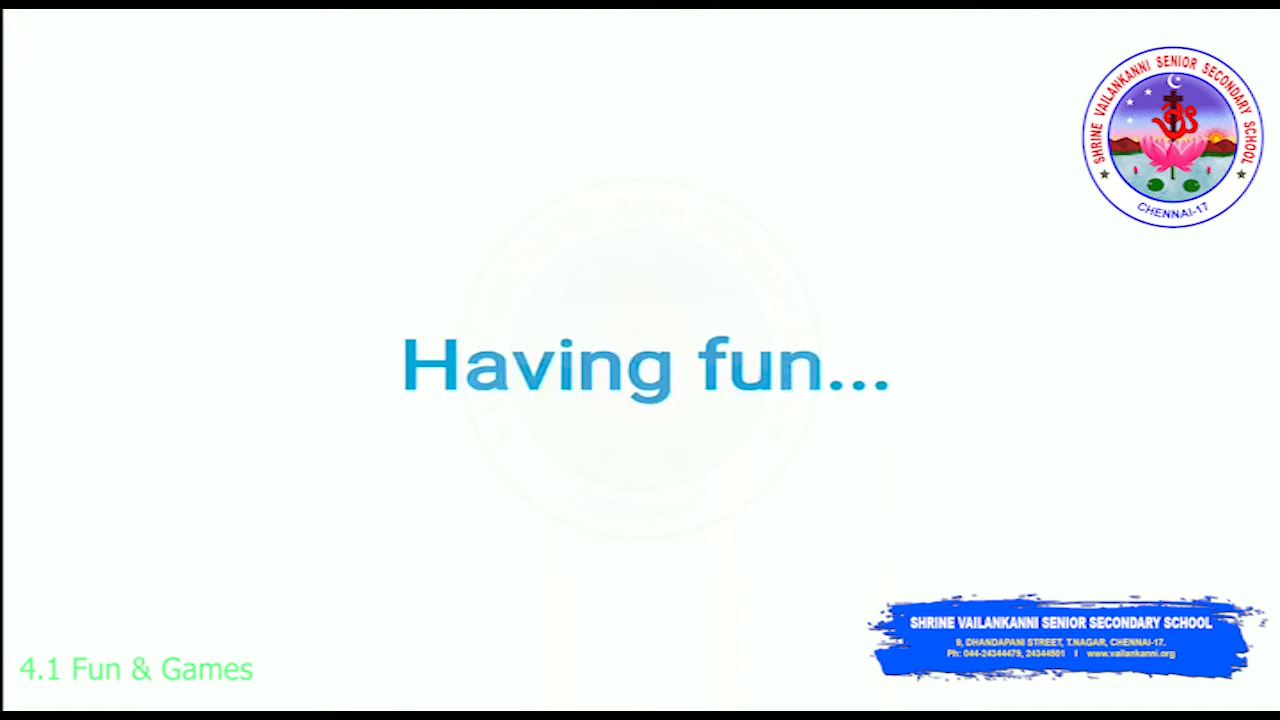 SHRINE VAILANKANNI SENIOR SECONDARY SCHOOL
CHENNAI-17
Having fun...
SHRINE VAILANKANNI SENIOR SECONDARY SCHOOL
9, DHANDAPANI STREET, T.NAGAR, CHENNAI-17.
Ph: 044-24344479, 24344501 I www.vailankanni.org
4.1 Fun & Games